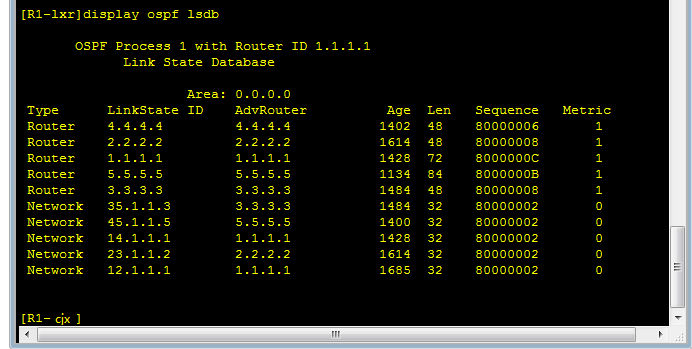 [R1-lxr]display ospf lsdb
OSPF Process 1 with Router ID 1.1.1.1
Link State Database
Area: 0.0.0.0
Type LinkState ID AdvRouter Age Len Sequence Metric
Router 4.4.4.4 4.4.4.4 1402 48 80000006 1
Router 2.2.2.2 2.2.2.2 1614 48 80000008 1
Router 1.1.1.1 1.1.1.1 1428 72 8000000C 1
Router 5.5.5.5 5.5.5.5 1134 84 8000000B 1
Router 3.3.3.3 3.3.3.3 1484 48 80000008 1
Network 35.1.1.3 3.3.3.3 1484 32 80000002 0
Network 45.1.1.5 5.5.5.5 1400 32 80000002 0
Network 14.1.1.1 1.1.1.1 1428 32 80000002 0
Network 23.1.1.2 2.2.2.2 1614 32 80000002 0
Network 12.1.1.1 1.1.1.1 1685 32 80000002 0
[R1- cjx ]